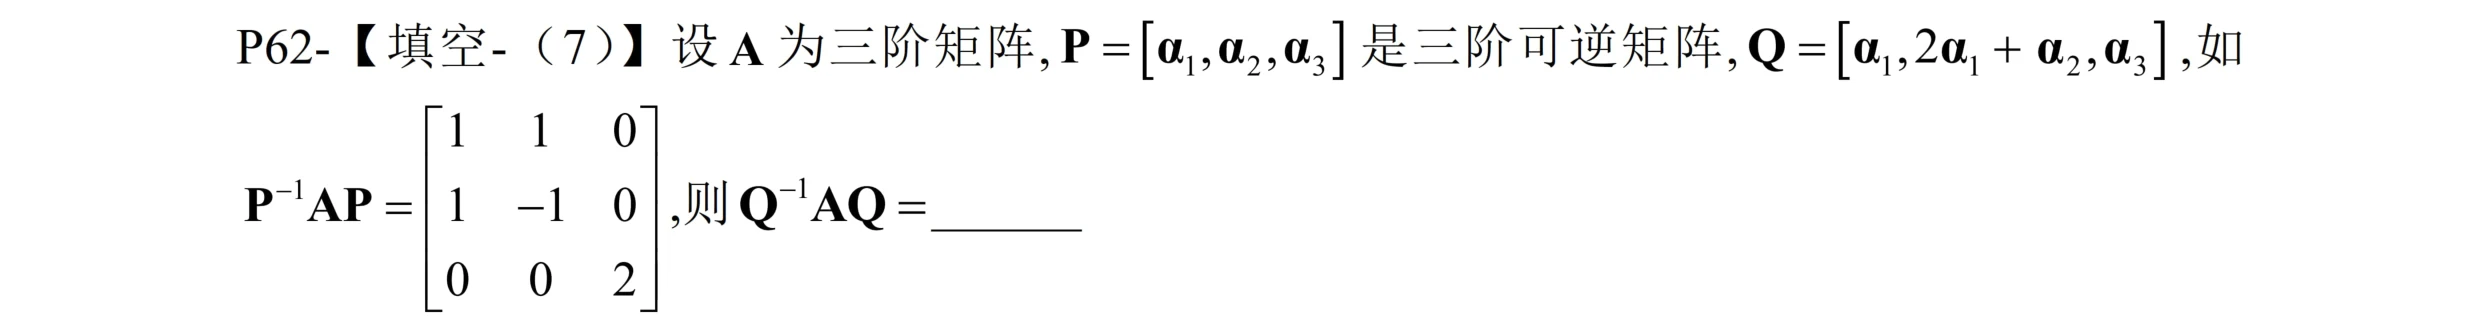 P62-【填空-（7）】设 A 为三阶矩阵, P = [α₁, α₂, α₃] 是三阶可逆矩阵, Q = [α₁, 2α₁ + α₂, α₃], 如
P⁻¹AP = [1 1 0; 1 −1 0; 0 0 2], 则 Q⁻¹AQ = ______